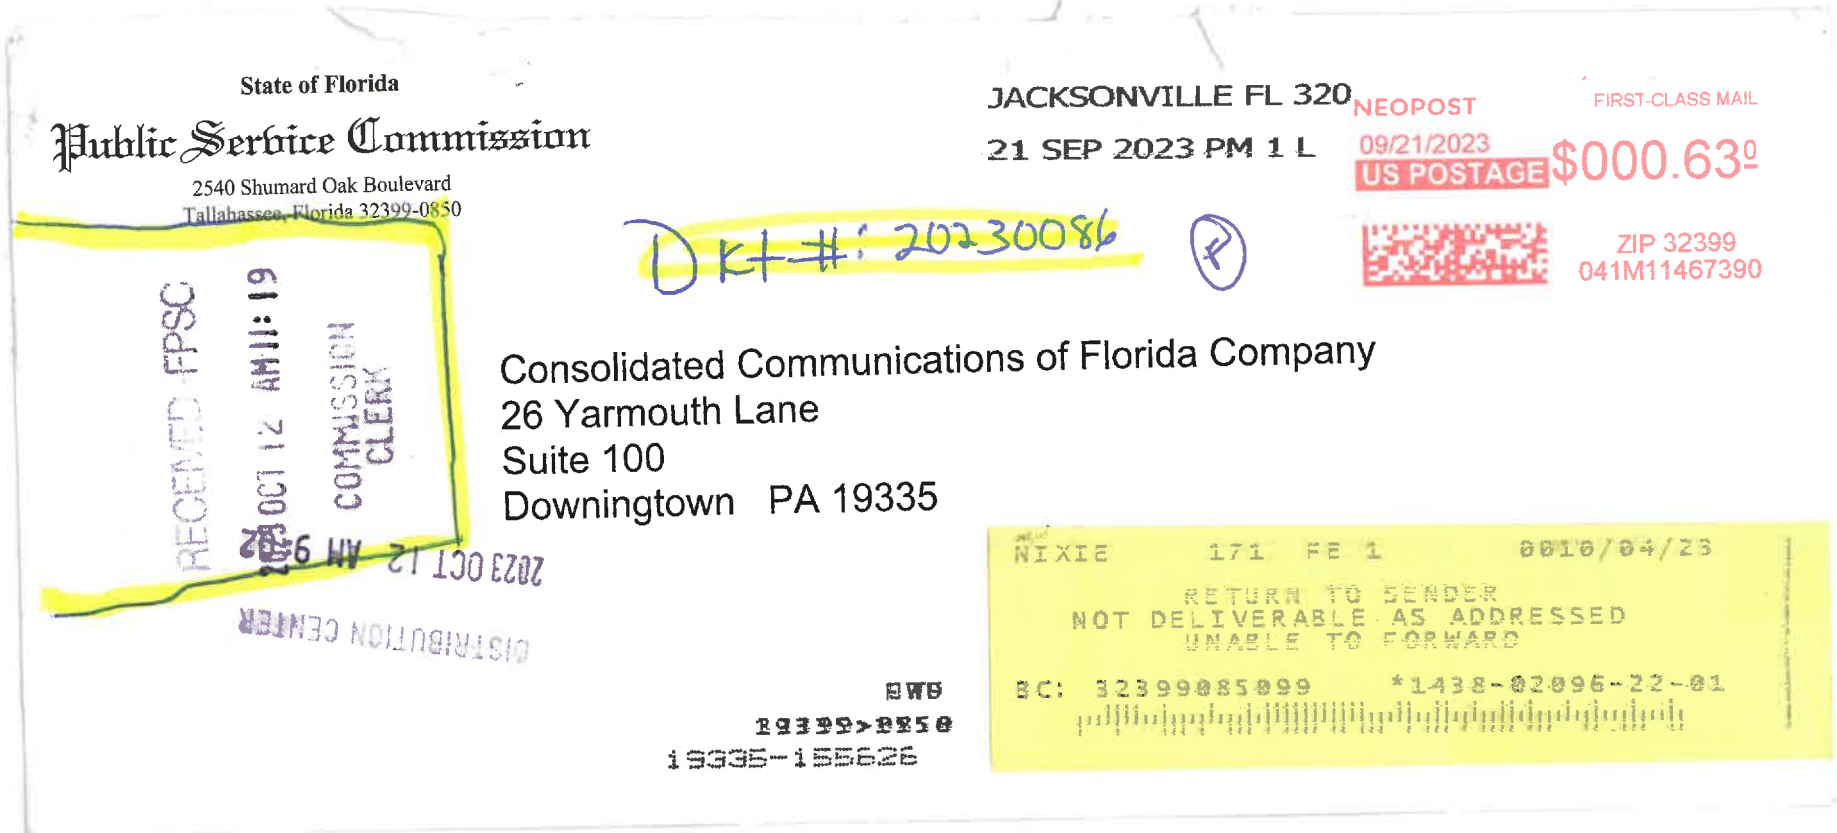 State of Florida
Public Service Commission
2540 Shumard Oak Boulevard
Tallahassee, Florida 32399-0850
JACKSONVILLE FL 320
21 SEP 2023 PM 1 L
NEOPOST
FIRST-CLASS MAIL
09/21/2023
US POSTAGE
$000.63⁰
ZIP 32399
041M11467390
Dkt #: 20230086
P
RECEIVED-FPSC
2023 OCT 12 AM 11: 19
COMMISSION
CLERK
Consolidated Communications of Florida Company
26 Yarmouth Lane
Suite 100
Downingtown PA 19335
2023 OCT 12 AM 9:
DISTRIBUTION CENTER
NIXIE 171 FE 1 0010/04/23
RETURN TO SENDER
NOT DELIVERABLE AS ADDRESSED
UNABLE TO FORWARD
BC: 32399085099 *1438-02096-22-01
19335-155626